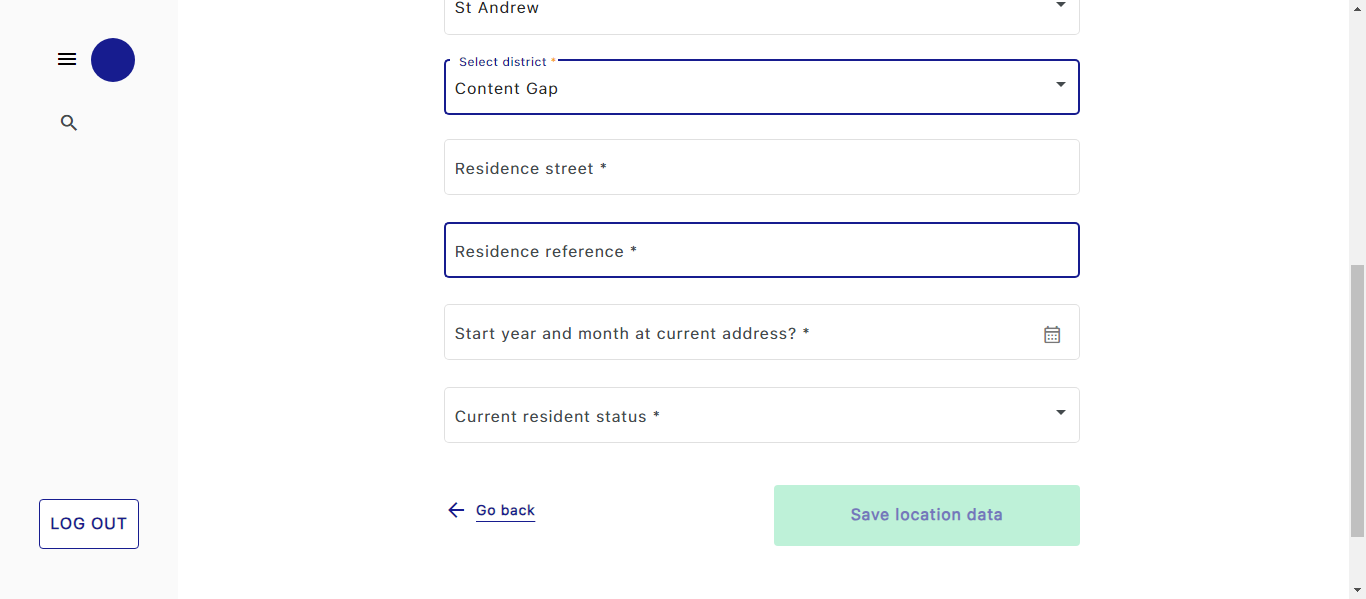 St Andrew
Select district *
Content Gap
Residence street *
Residence reference *
Start year and month at current address? *
Current resident status *
Go back
Save location data
LOG OUT